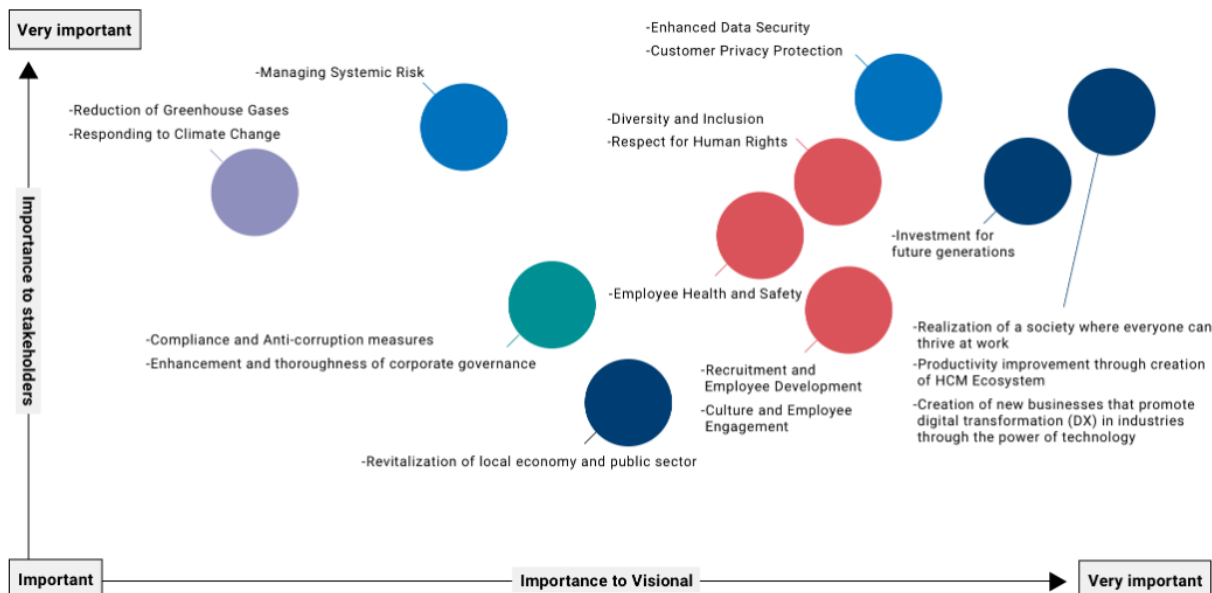 Very important
-Enhanced Data Security
-Customer Privacy Protection
-Managing Systemic Risk
-Reduction of Greenhouse Gases
-Responding to Climate Change
-Diversity and Inclusion
-Respect for Human Rights
Importance to stakeholders
-Investment for
future generations
-Employee Health and Safety
-Compliance and Anti-corruption measures
-Enhancement and thoroughness of corporate governance
-Realization of a society where everyone can
thrive at work
-Productivity improvement through creation
of HCM Ecosystem
-Creation of new businesses that promote
digital transformation (DX) in industries
through the power of technology
-Recruitment and
Employee Development
-Culture and Employee
Engagement
-Revitalization of local economy and public sector
Important
Importance to Visional
Very important